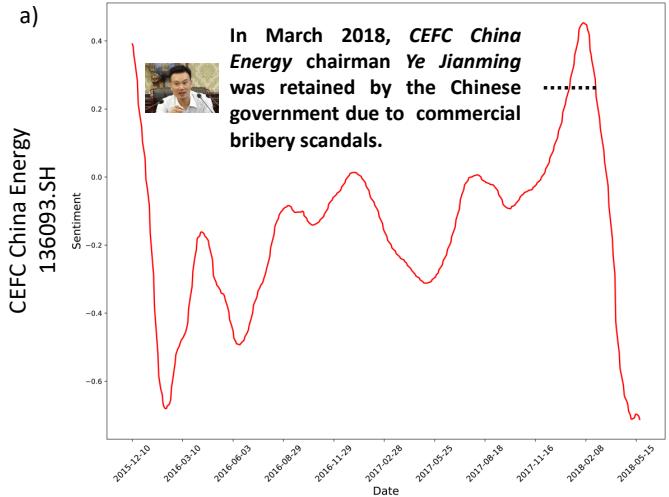 a)
In March 2018, CEFC China
Energy chairman Ye Jianming
was retained by the Chinese
government due to commercial
bribery scandals.
CEFC China Energy
136093.SH
Sentiment
0.4
0.2
0.0
−0.2
−0.4
−0.6
2015-12-10
2016-03-10
2016-06-03
2016-08-29
2016-11-29
2017-02-28
2017-05-25
2017-08-18
2017-11-16
2018-02-08
2018-05-15
Date